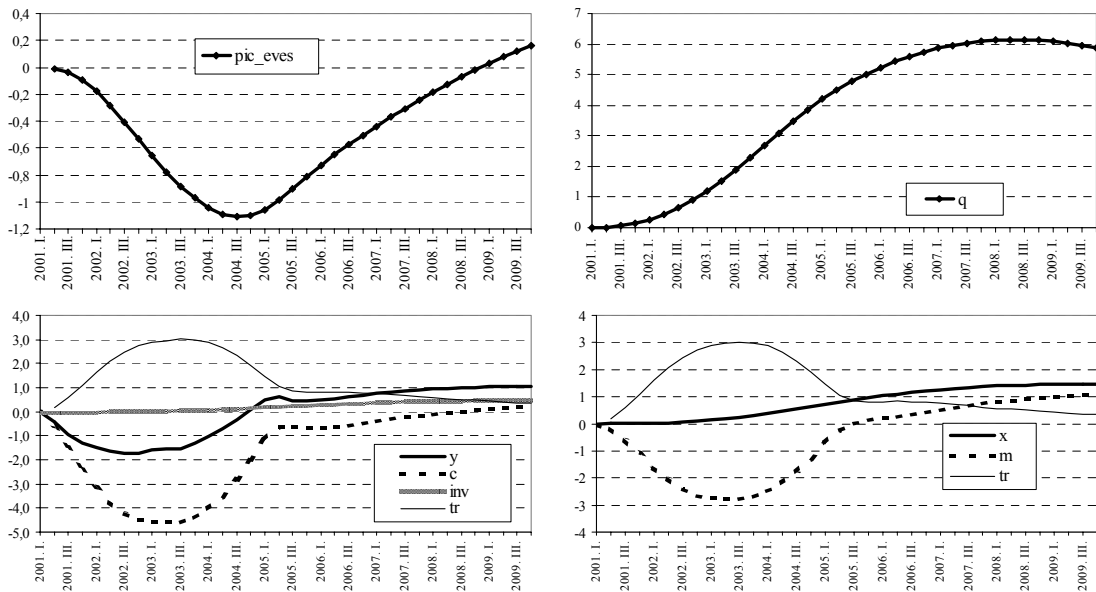 0,4
0,2
0
-0,2
-0,4
-0,6
-0,8
-1
-1,2
pic_eves
2001. I.
2001. III.
2002. I.
2002. III.
2003. I.
2003. III.
2004. I.
2004. III.
2005. I.
2005. III.
2006. I.
2006. III.
2007. I.
2007. III.
2008. I.
2008. III.
2009. I.
2009. III.
7
6
5
4
3
2
1
0
q
2001. I.
2001. III.
2002. I.
2002. III.
2003. I.
2003. III.
2004. I.
2004. III.
2005. I.
2005. III.
2006. I.
2006. III.
2007. I.
2007. III.
2008. I.
2008. III.
2009. I.
2009. III.
4,0
3,0
2,0
1,0
0,0
-1,0
-2,0
-3,0
-4,0
-5,0
y
c
inv
tr
2001. I.
2001. III.
2002. I.
2002. III.
2003. I.
2003. III.
2004. I.
2004. III.
2005. I.
2005. III.
2006. I.
2006. III.
2007. I.
2007. III.
2008. I.
2008. III.
2009. I.
2009. III.
4
3
2
1
0
-1
-2
-3
-4
x
m
tr
2001. I.
2001. III.
2002. I.
2002. III.
2003. I.
2003. III.
2004. I.
2004. III.
2005. I.
2005. III.
2006. I.
2006. III.
2007. I.
2007. III.
2008. I.
2008. III.
2009. I.
2009. III.